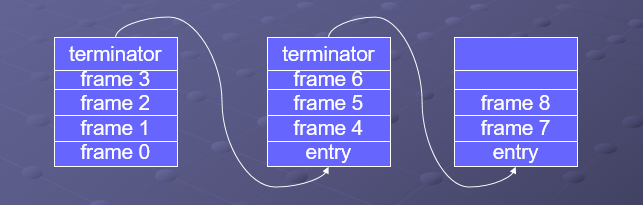 terminator
frame 3
frame 2
frame 1
frame 0
terminator
frame 6
frame 5
frame 4
entry
frame 8
frame 7
entry